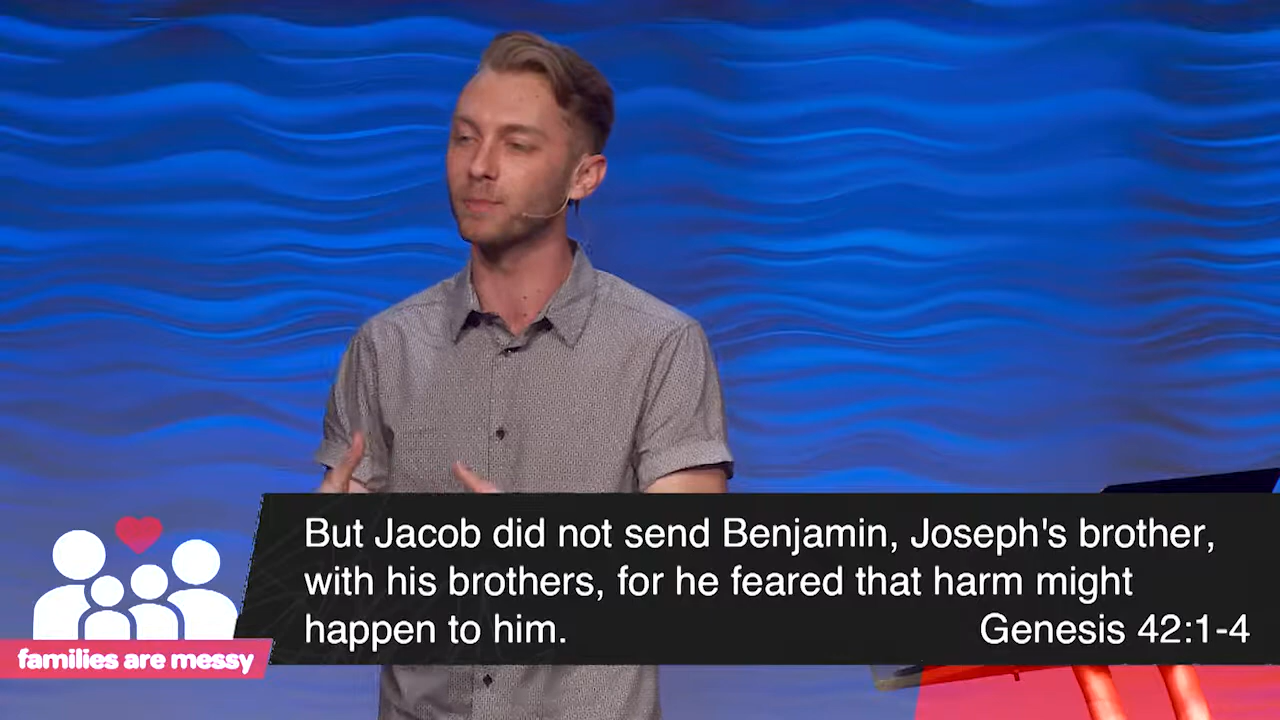 But Jacob did not send Benjamin, Joseph's brother,
with his brothers, for he feared that harm might
happen to him.
Genesis 42:1-4
families are messy